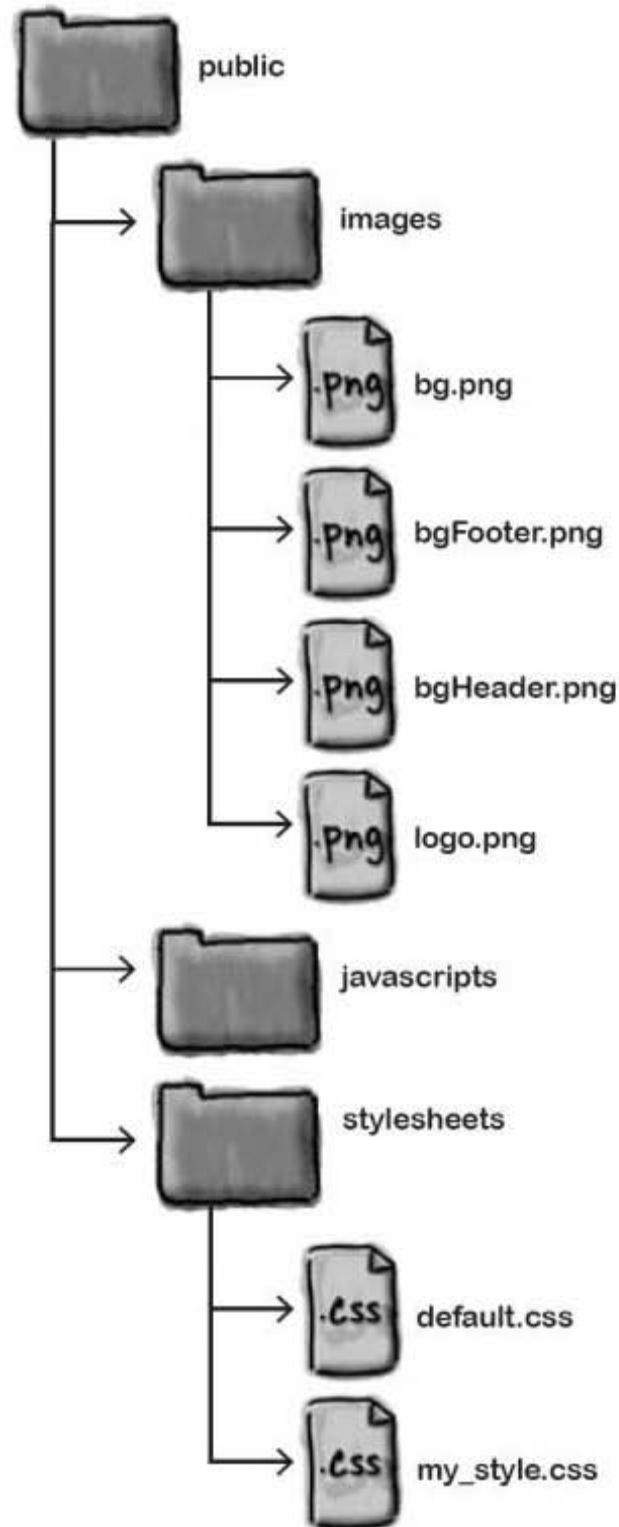 public
images
.png bg.png
.png bgFooter.png
.png bgHeader.png
.png logo.png
javascripts
stylesheets
.css default.css
.css my_style.css